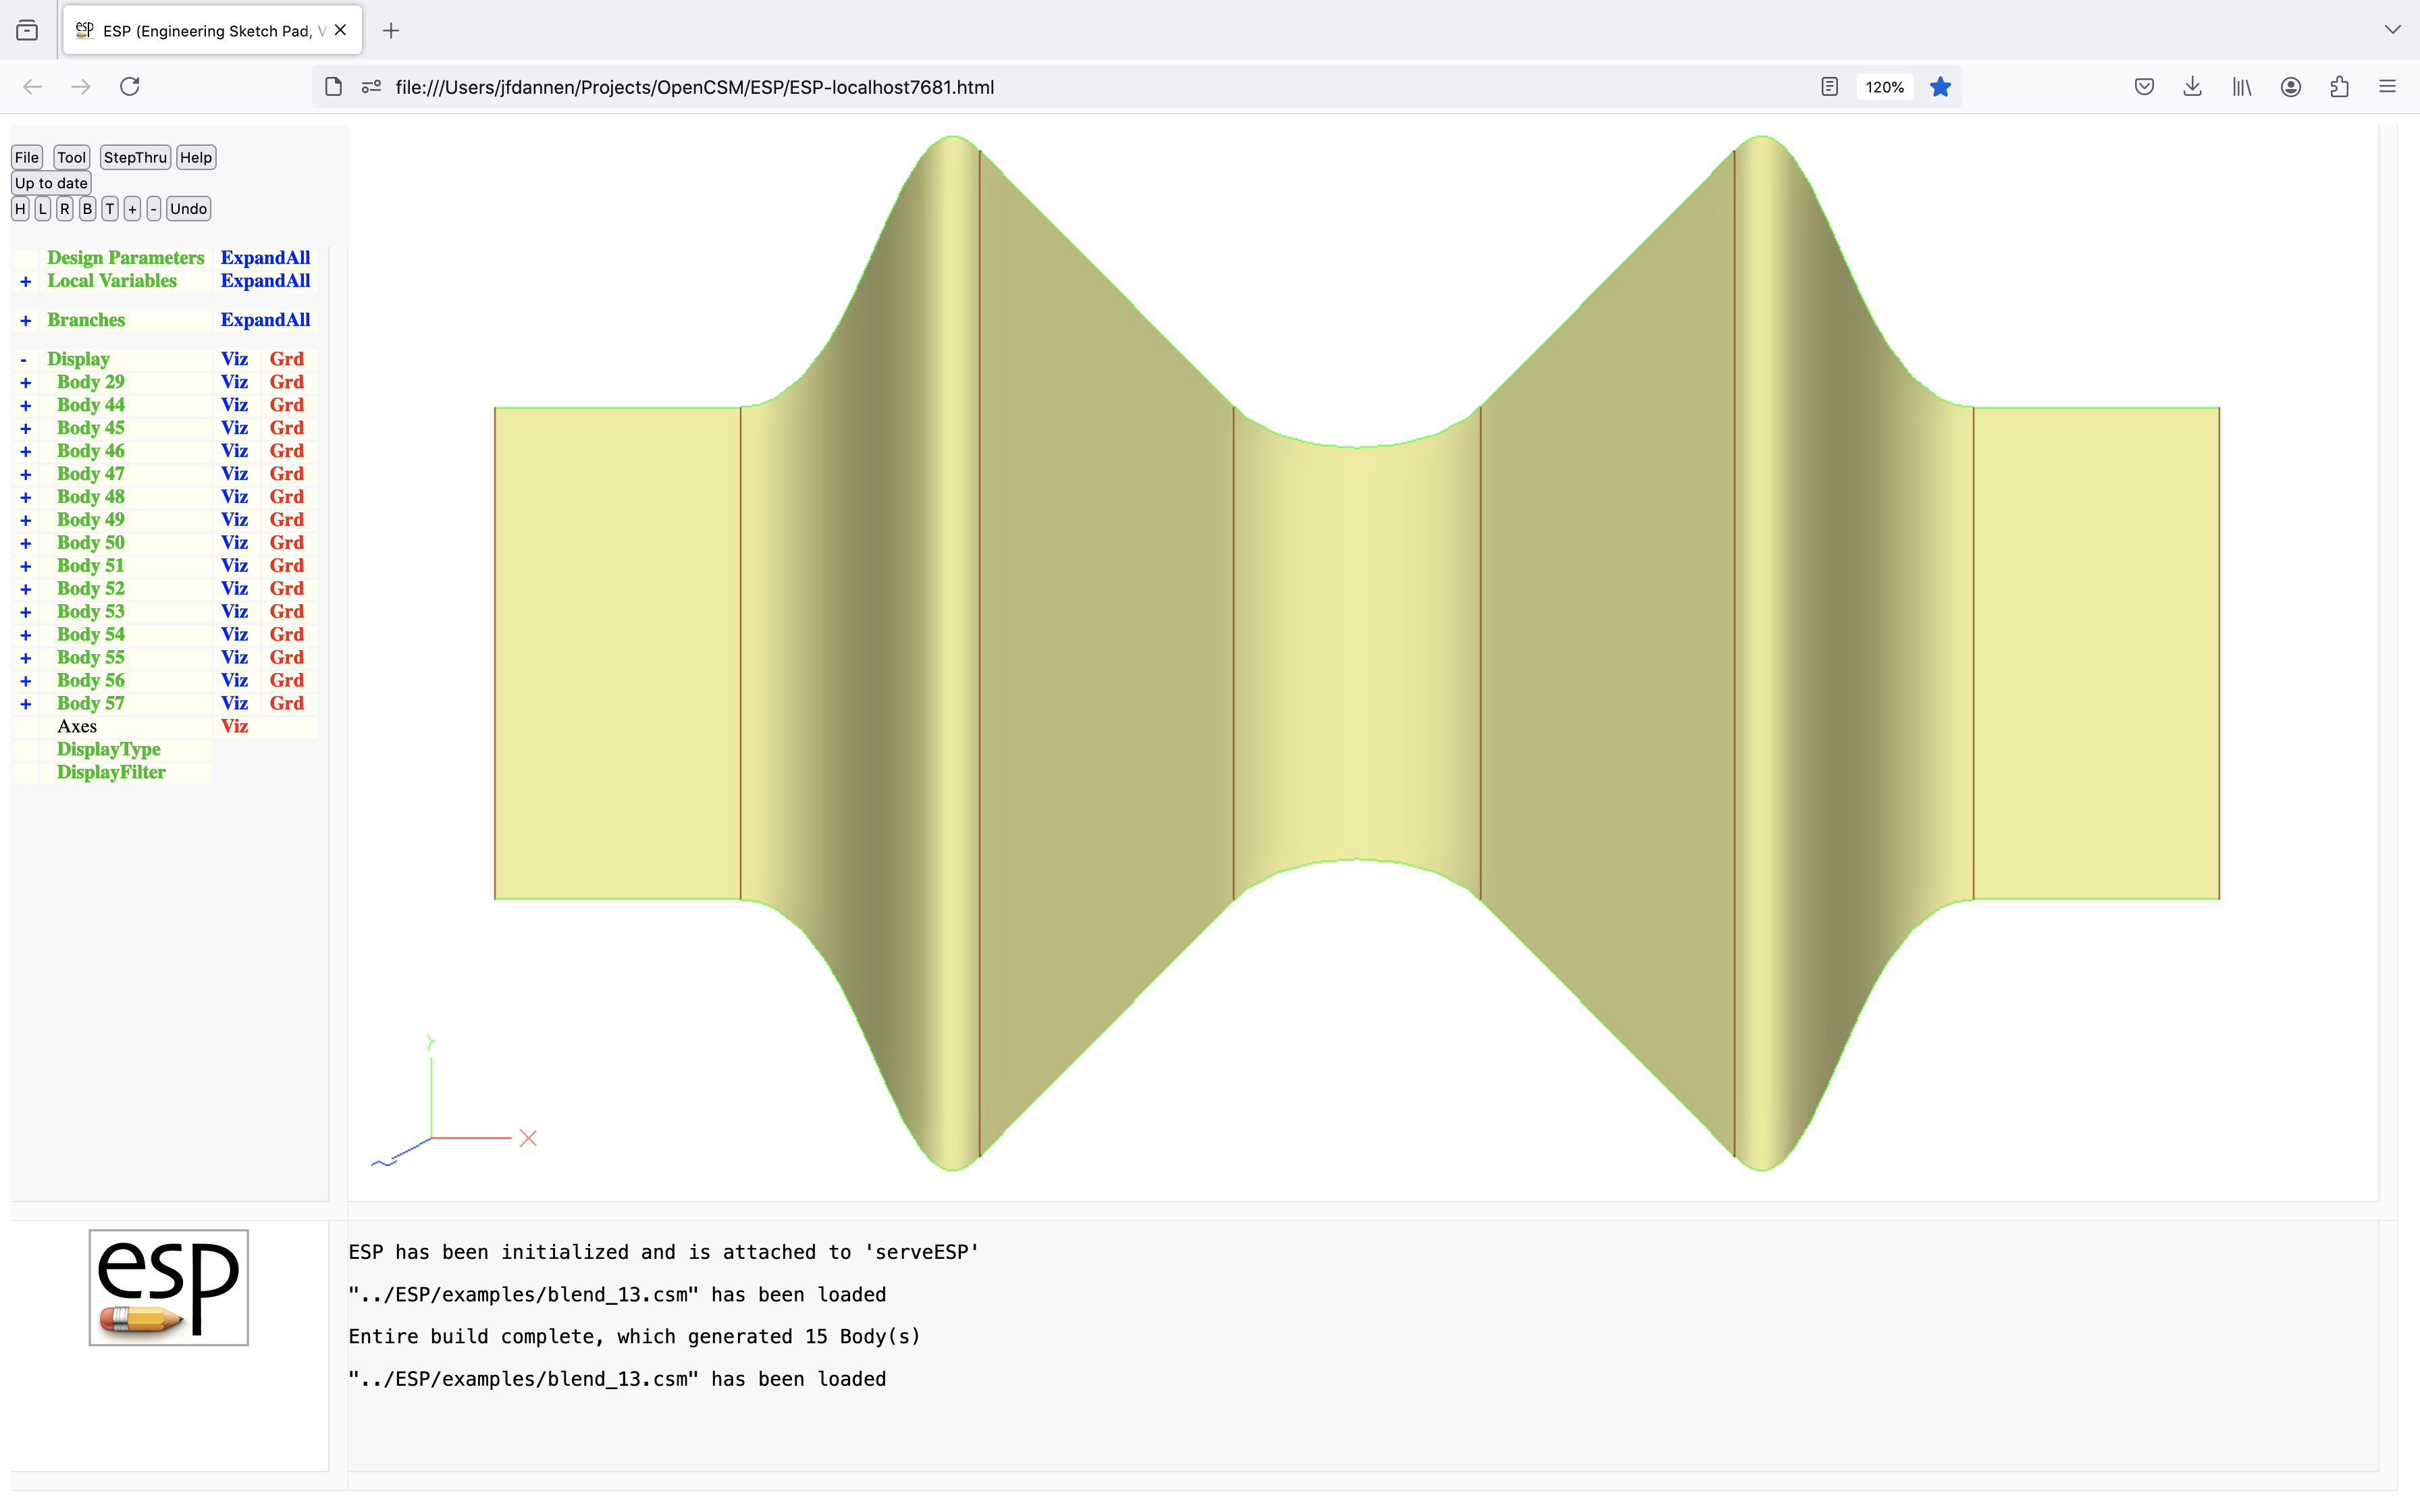 ESP (Engineering Sketch Pad, V
file:///Users/jfdannen/Projects/OpenCSM/ESP/ESP-localhost7681.html
120%
File Tool StepThru Help
Up to date
H L R B T + - Undo
Design Parameters ExpandAll
+ Local Variables ExpandAll
+ Branches ExpandAll
- Display Viz Grd
+ Body 29 Viz Grd
+ Body 44 Viz Grd
+ Body 45 Viz Grd
+ Body 46 Viz Grd
+ Body 47 Viz Grd
+ Body 48 Viz Grd
+ Body 49 Viz Grd
+ Body 50 Viz Grd
+ Body 51 Viz Grd
+ Body 52 Viz Grd
+ Body 53 Viz Grd
+ Body 54 Viz Grd
+ Body 55 Viz Grd
+ Body 56 Viz Grd
+ Body 57 Viz Grd
Axes Viz
DisplayType
DisplayFilter
Y
X
Z
esp
ESP has been initialized and is attached to 'serveESP'
"../ESP/examples/blend_13.csm" has been loaded
Entire build complete, which generated 15 Body(s)
"../ESP/examples/blend_13.csm" has been loaded